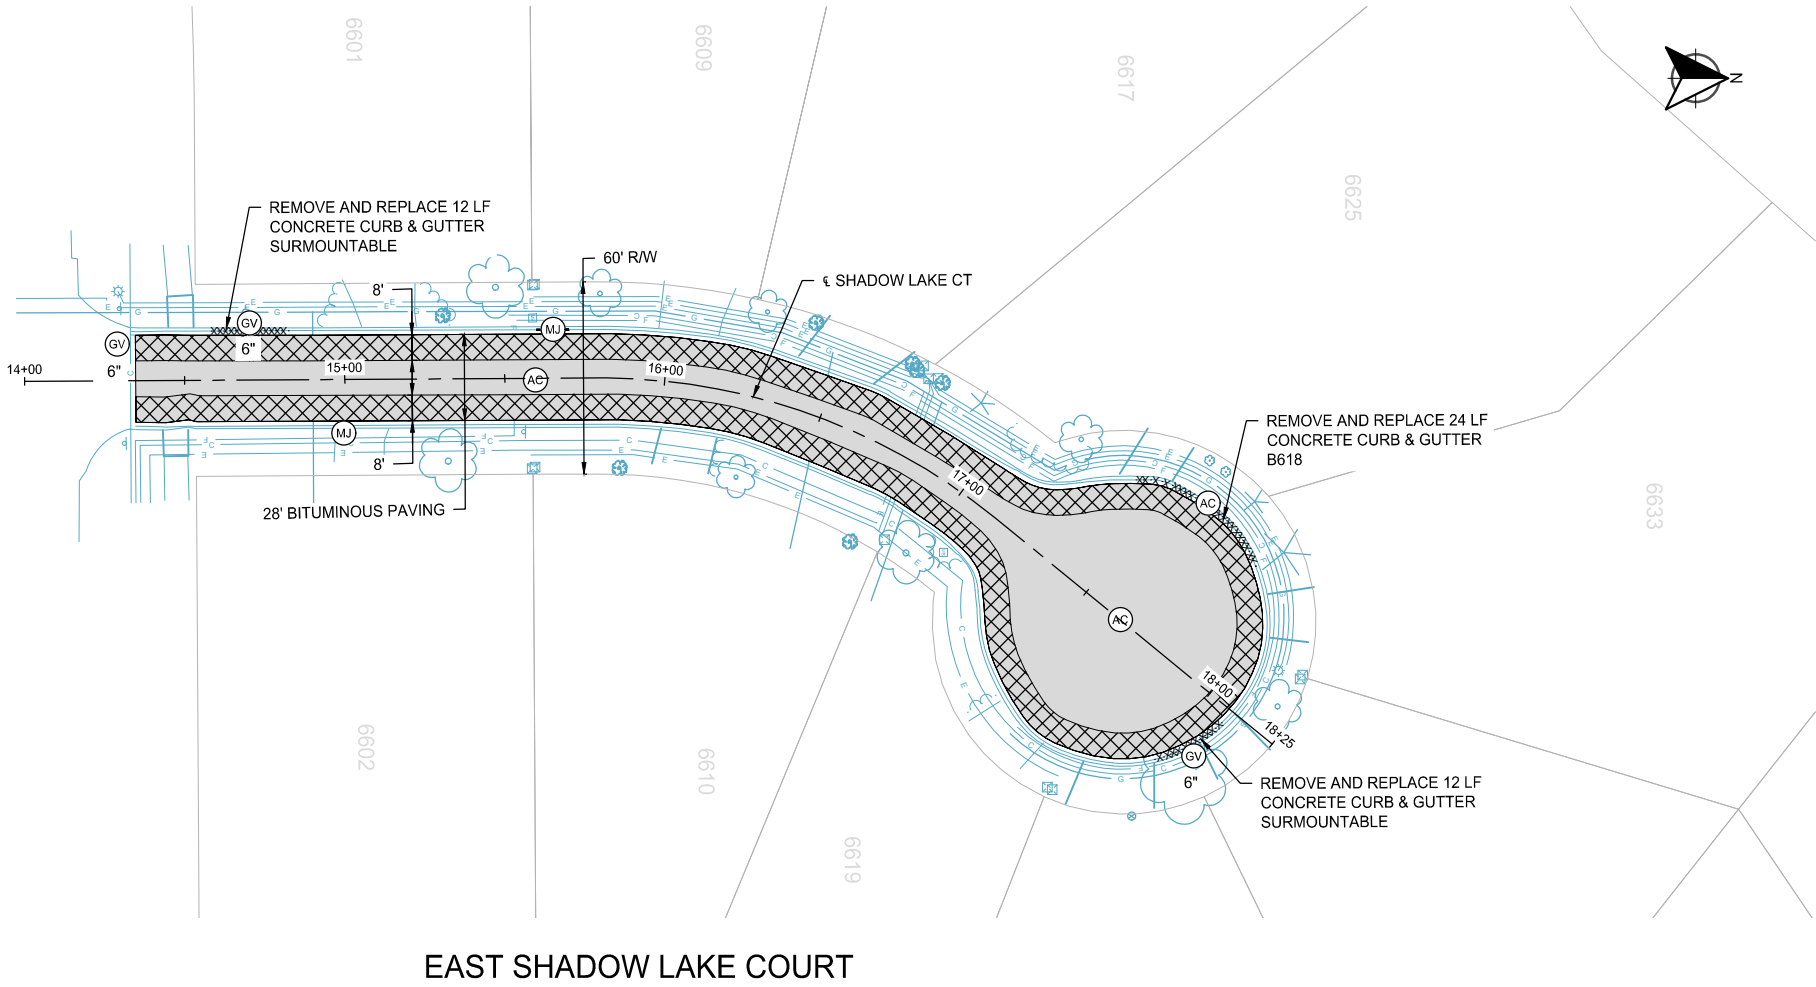 6601
6609
6617
6625
6633
N
REMOVE AND REPLACE 12 LF
CONCRETE CURB & GUTTER
SURMOUNTABLE
60' R/W
℄ SHADOW LAKE CT
8'
GV
GV
6"
6"
MJ
14+00
15+00
AC
16+00
MJ
8'
28' BITUMINOUS PAVING
17+00
REMOVE AND REPLACE 24 LF
CONCRETE CURB & GUTTER
B618
AC
AC
18+00
18+25
GV
6"
REMOVE AND REPLACE 12 LF
CONCRETE CURB & GUTTER
SURMOUNTABLE
6602
6610
6619
EAST SHADOW LAKE COURT